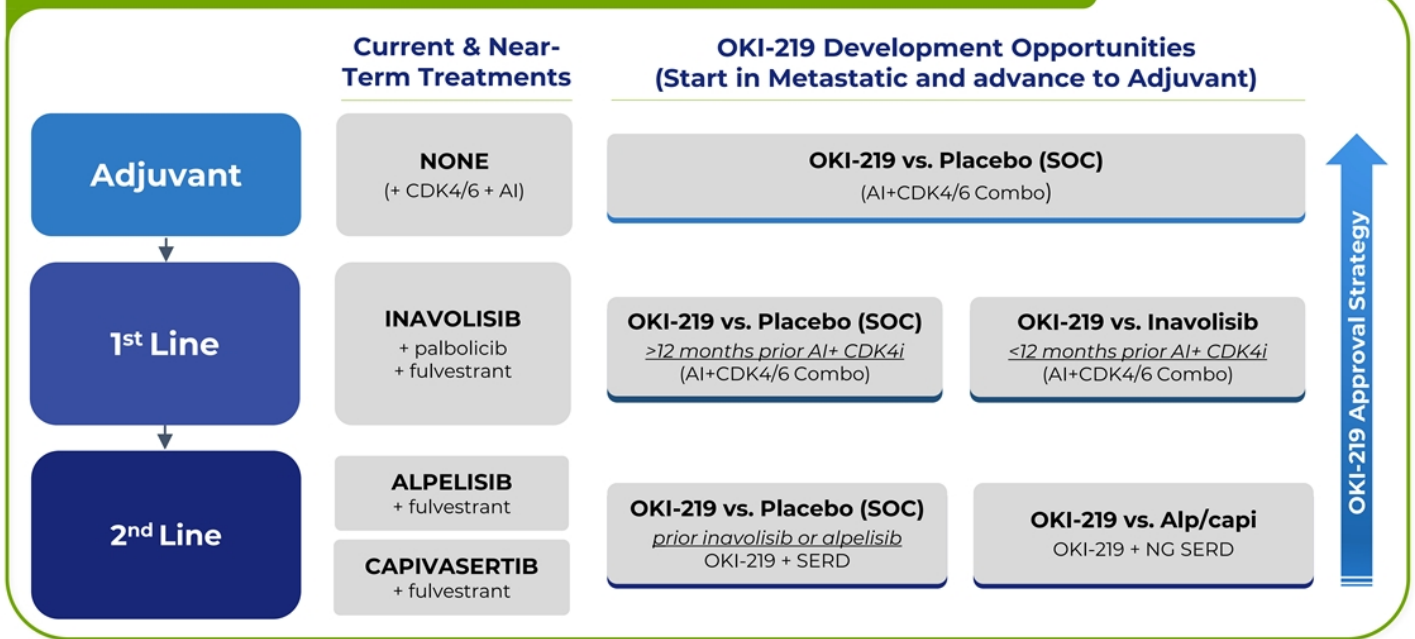 Current & Near-
Term Treatments
OKI-219 Development Opportunities
(Start in Metastatic and advance to Adjuvant)
Adjuvant
NONE
(+ CDK4/6 + AI)
OKI-219 vs. Placebo (SOC)
(AI+CDK4/6 Combo)
1st Line
INAVOLISIB
+ palbolicib
+ fulvestrant
OKI-219 vs. Placebo (SOC)
>12 months prior AI+ CDK4i
(AI+CDK4/6 Combo)
OKI-219 vs. Inavolisib
<12 months prior AI+ CDK4i
(AI+CDK4/6 Combo)
2nd Line
ALPELISIB
+ fulvestrant
CAPIVASERTIB
+ fulvestrant
OKI-219 vs. Placebo (SOC)
prior inavolisib or alpelisib
OKI-219 + SERD
OKI-219 vs. Alp/capi
OKI-219 + NG SERD
OKI-219 Approval Strategy